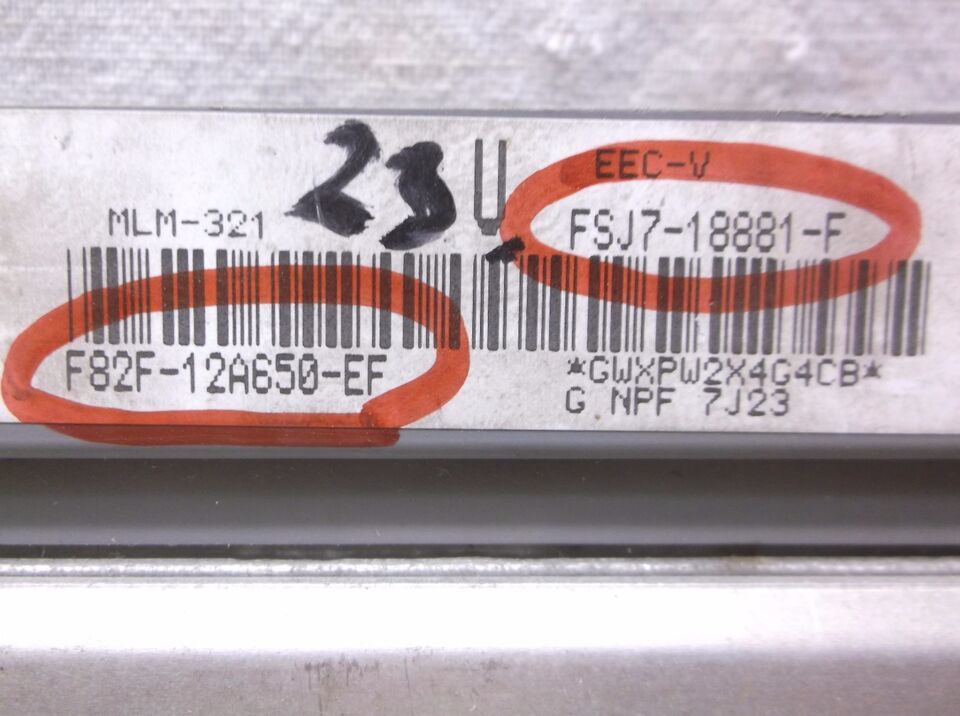 23
EEC-V
MLM-321
FSJ7-18881-F
F82F-12A650-EF
*GWXPW2X4G4CB*
G NPF 7J23